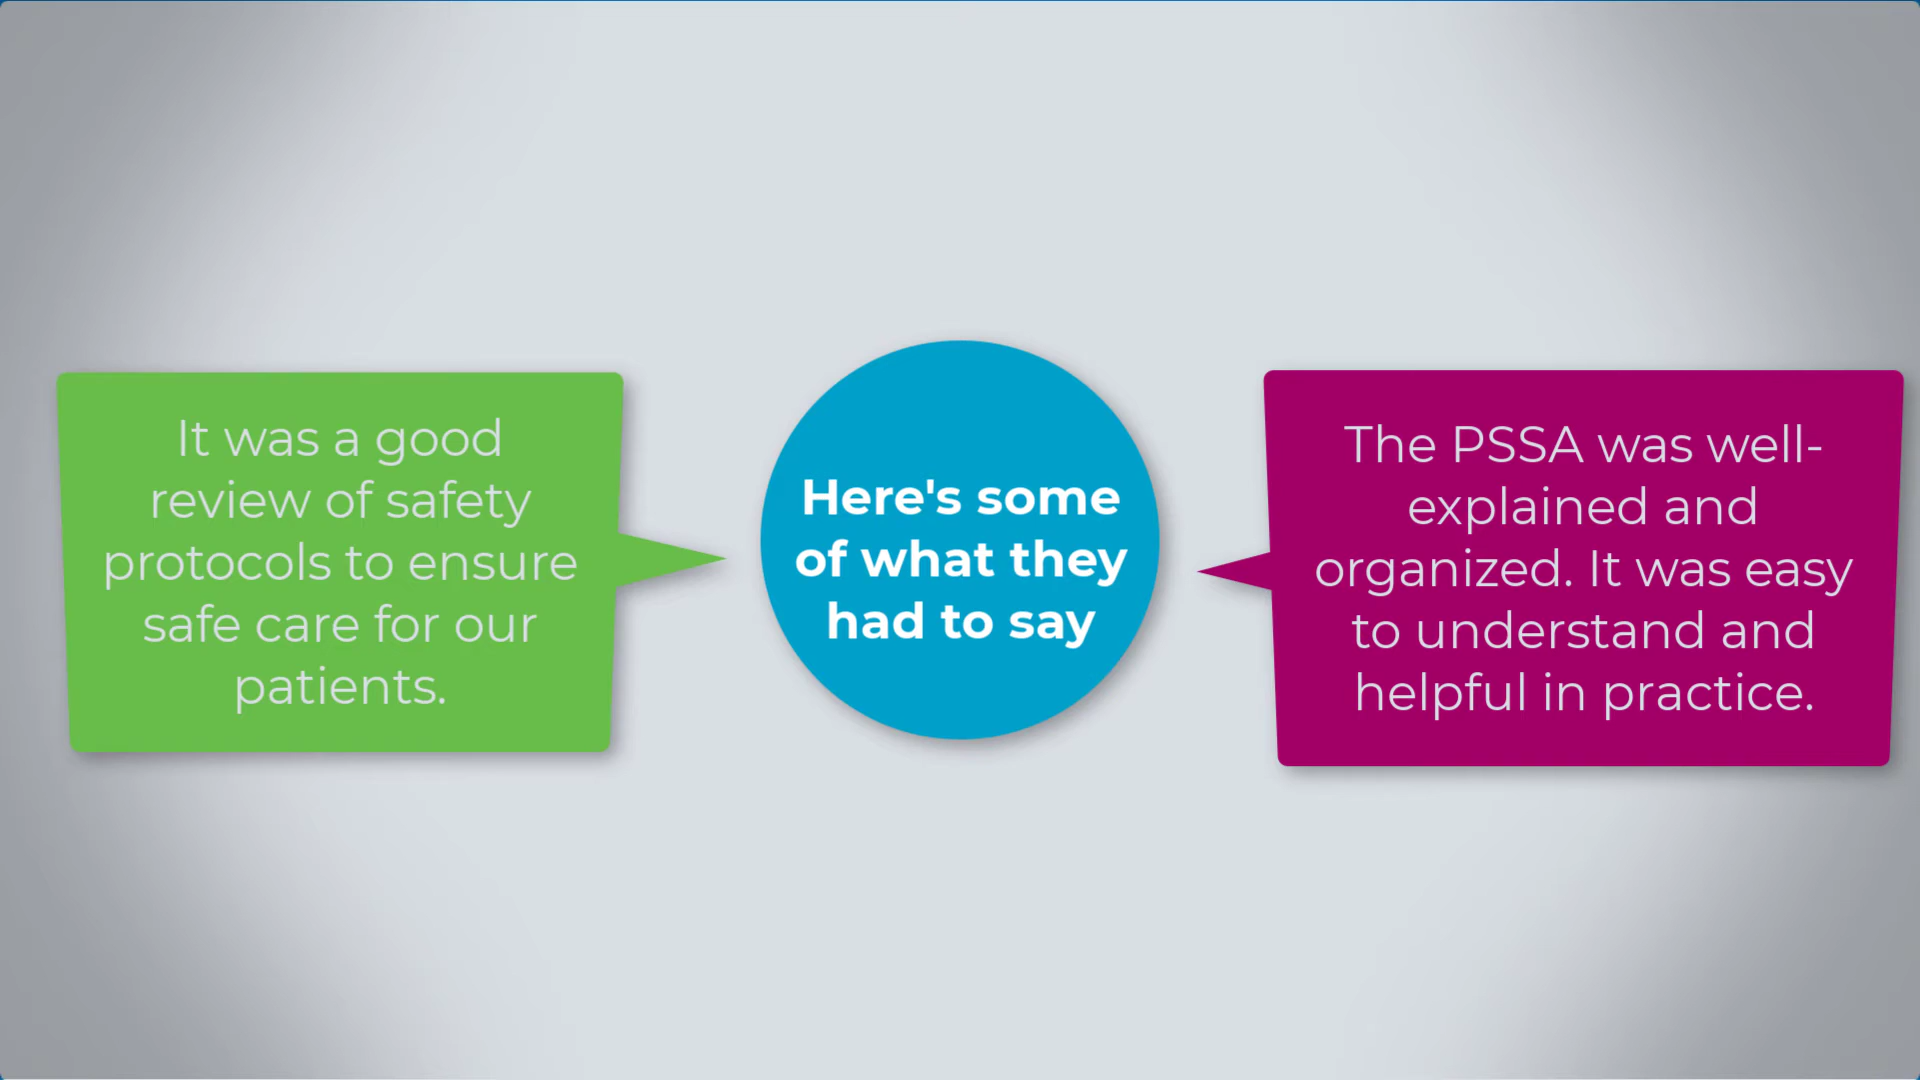 It was a good
review of safety
protocols to ensure
safe care for our
patients.
Here's some
of what they
had to say
The PSSA was well-
explained and
organized. It was easy
to understand and
helpful in practice.